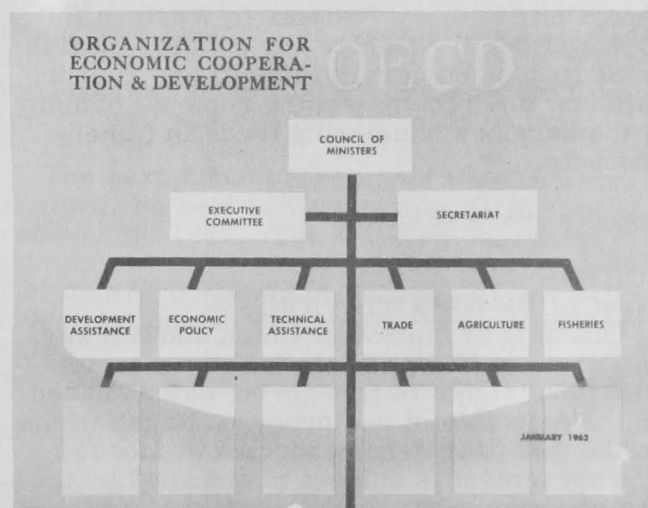 ORGANIZATION FOR
ECONOMIC COOPERA-
TION & DEVELOPMENT
OECD
COUNCIL OF
MINISTERS
EXECUTIVE
COMMITTEE
SECRETARIAT
DEVELOPMENT
ASSISTANCE
ECONOMIC
POLICY
TECHNICAL
ASSISTANCE
TRADE
AGRICULTURE
FISHERIES
JANUARY 1962